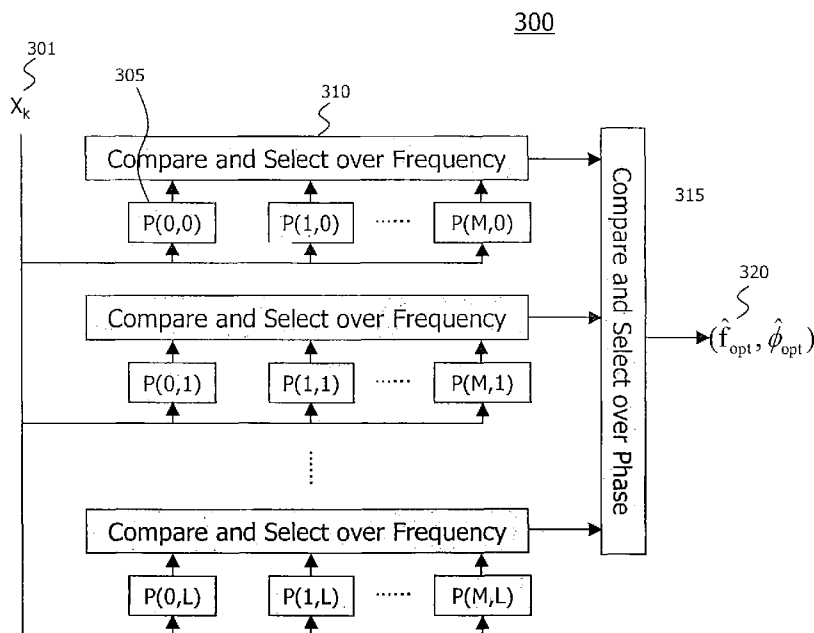 300
301
X_k
305
310
Compare and Select over Frequency
P(0,0) P(1,0) ...... P(M,0)
Compare and Select over Frequency
P(0,1) P(1,1) ...... P(M,1)
......
Compare and Select over Frequency
P(0,L) P(1,L) ...... P(M,L)
Compare and Select over Phase
315
320
(f̂_opt, ϕ̂_opt)